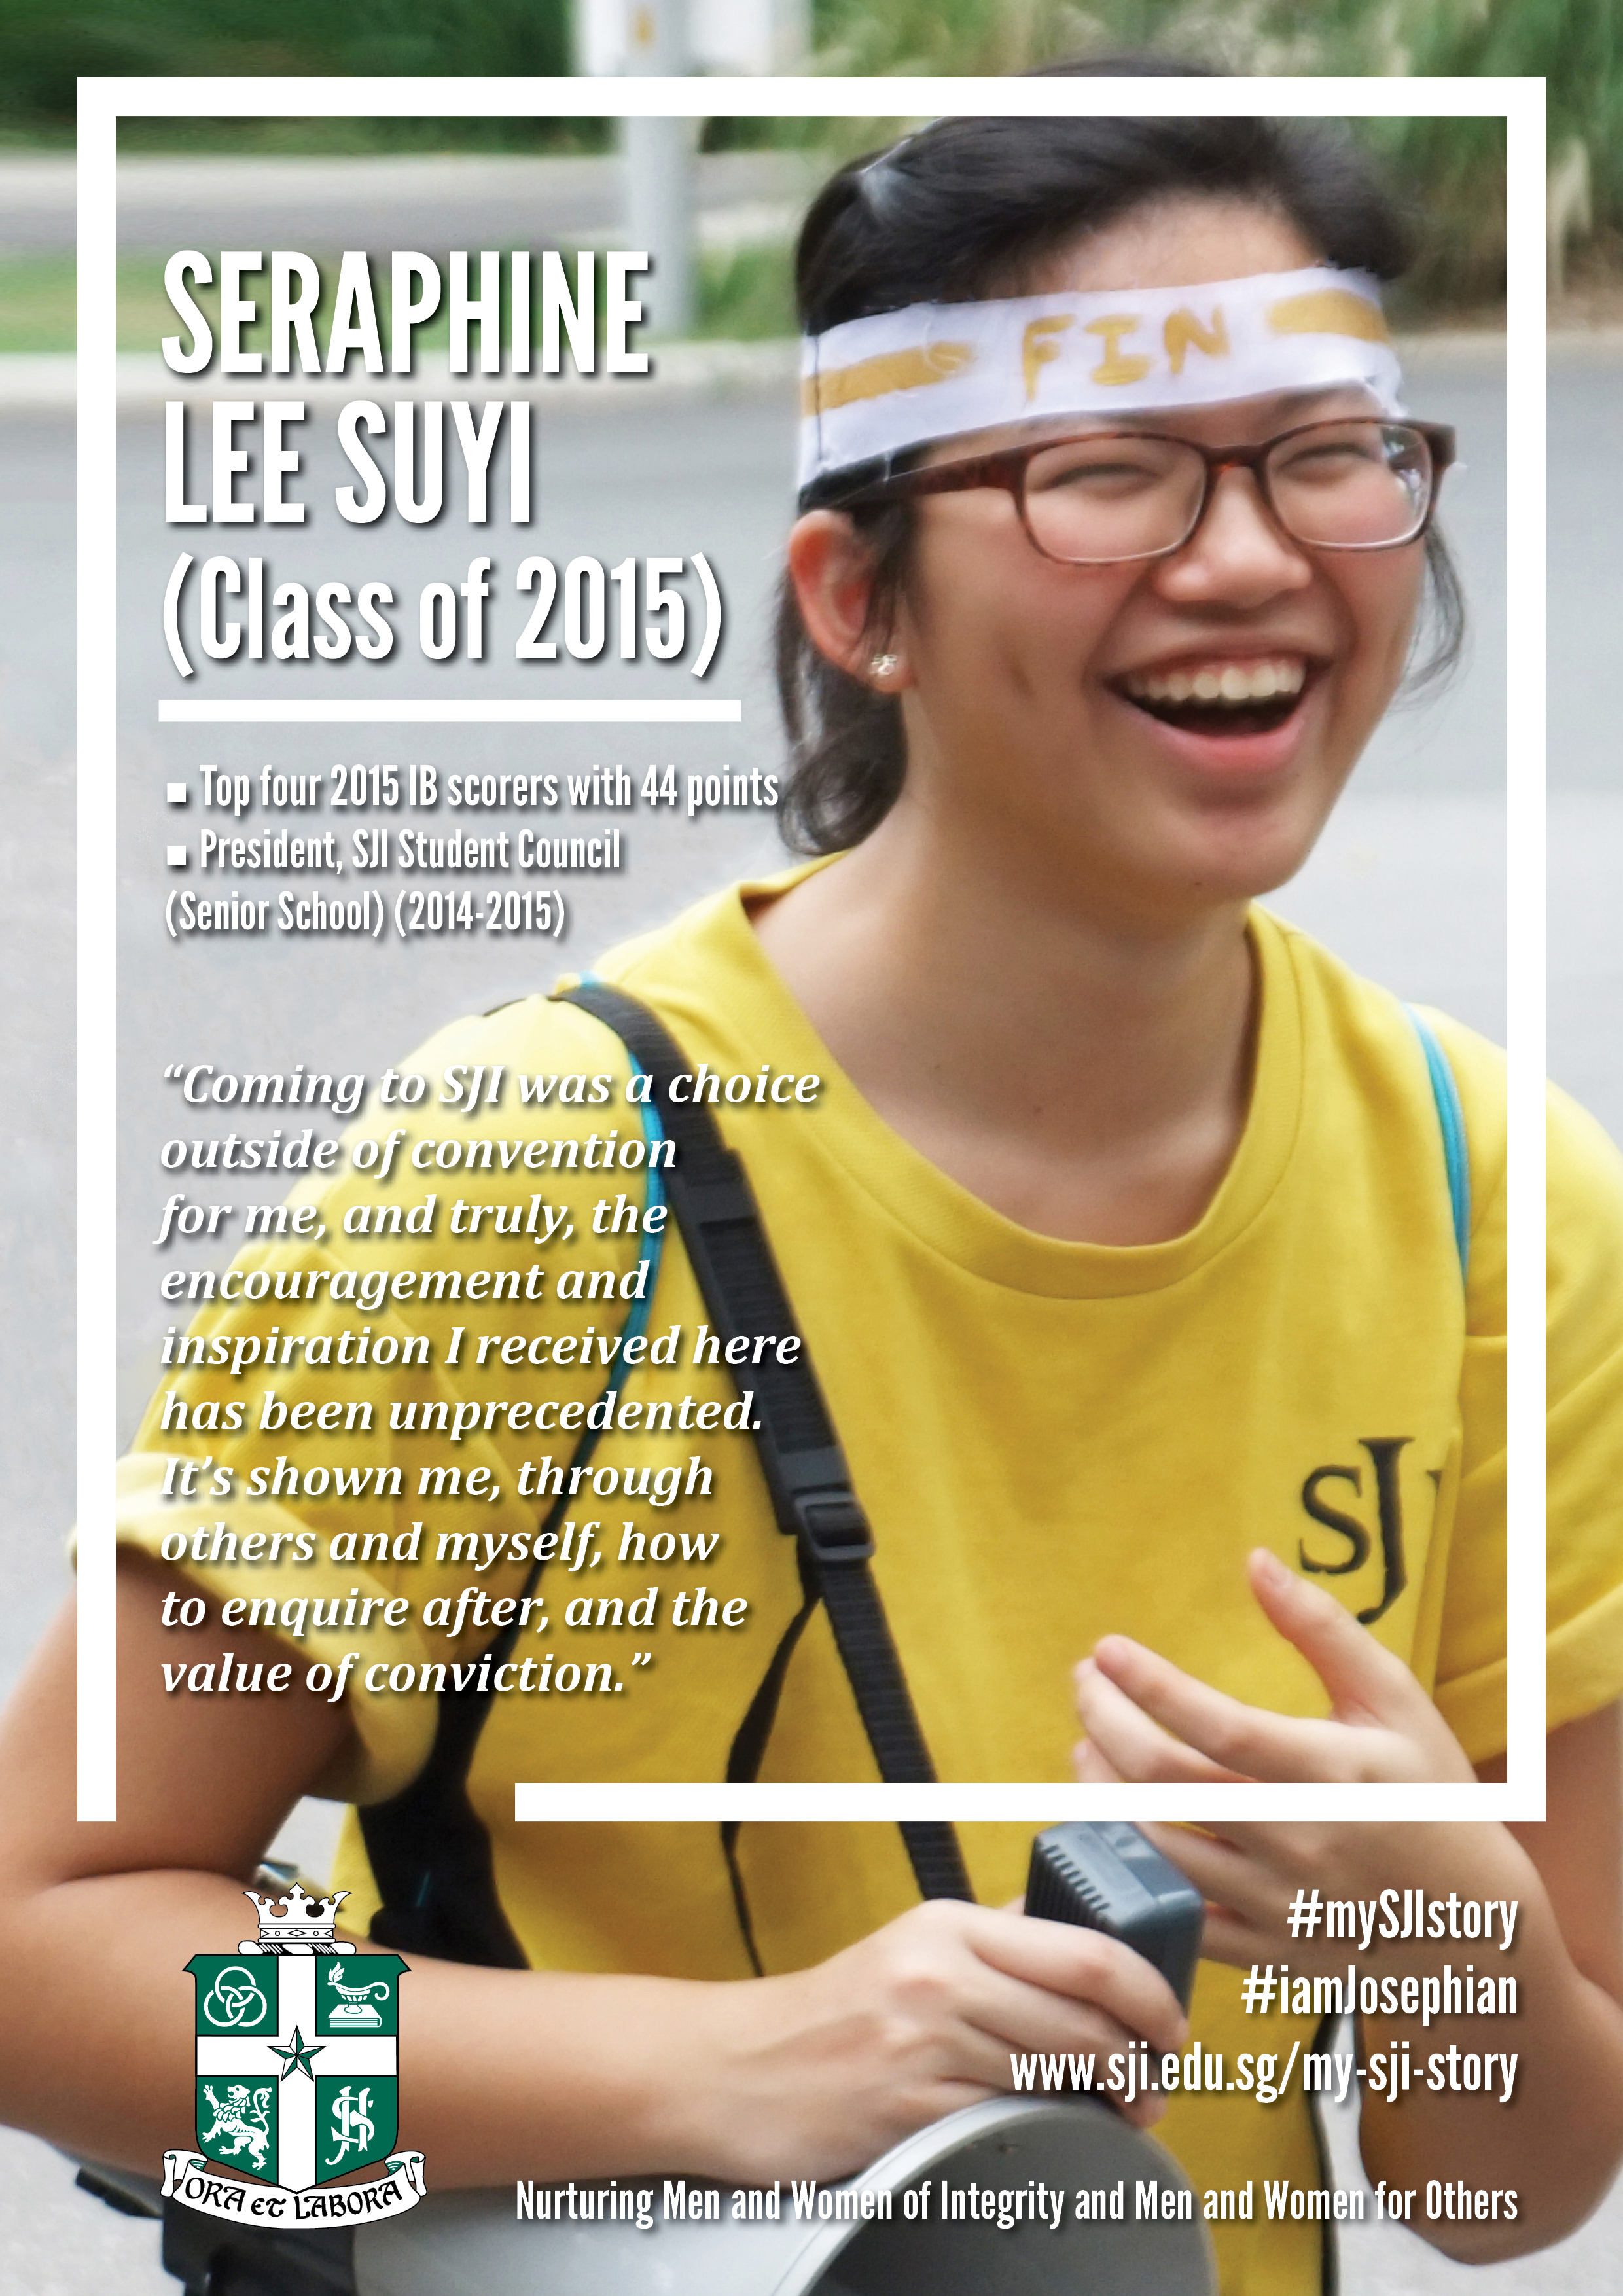 FIN
SERAPHINE
LEE SUYI
(Class of 2015)
▪ Top four 2015 IB scorers with 44 points
▪ President, SJI Student Council
(Senior School) (2014-2015)
“Coming to SJI was a choice
outside of convention
for me, and truly, the
encouragement and
inspiration I received here
has been unprecedented.
It’s shown me, through
others and myself, how
to enquire after, and the
value of conviction.”
SJ
#mySJIstory
#iamJosephian
www.sji.edu.sg/my-sji-story
ORA ET LABORA
Nurturing Men and Women of Integrity and Men and Women for Others